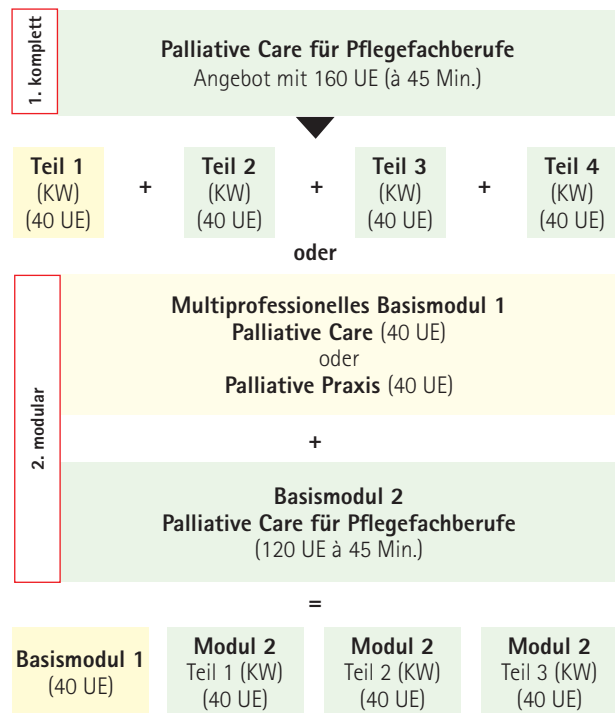 1. komplett
Palliative Care für Pflegefachberufe
Angebot mit 160 UE (à 45 Min.)
Teil 1
(KW)
(40 UE)
+
Teil 2
(KW)
(40 UE)
+
Teil 3
(KW)
(40 UE)
+
Teil 4
(KW)
(40 UE)
oder
2. modular
Multiprofessionelles Basismodul 1
Palliative Care (40 UE)
oder
Palliative Praxis (40 UE)
+
Basismodul 2
Palliative Care für Pflegefachberufe
(120 UE à 45 Min.)
=
Basismodul 1
(40 UE)
Modul 2
Teil 1 (KW)
(40 UE)
Modul 2
Teil 2 (KW)
(40 UE)
Modul 2
Teil 3 (KW)
(40 UE)